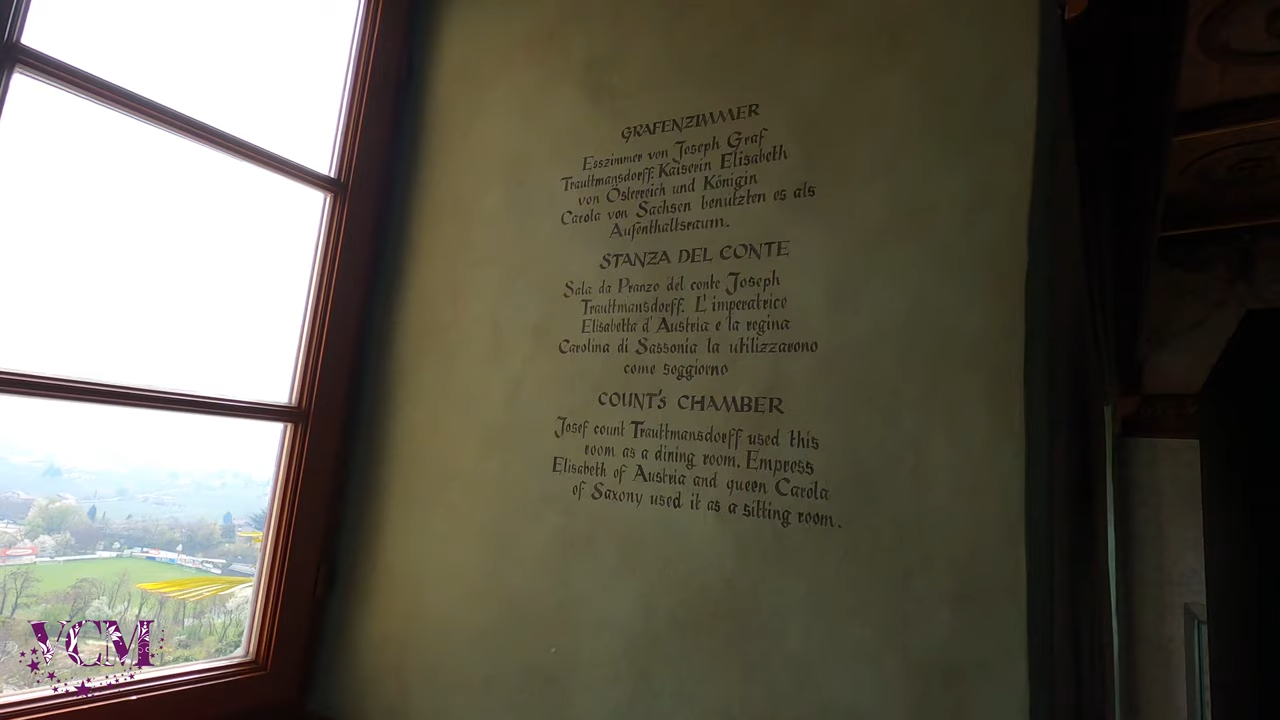 GRAFENZIMMER
Esszimmer von Joseph Graf
Trauttmansdorff. Kaiserin Elisabeth
von Österreich und Königin
Carola von Sachsen benutzten es als
Aufenthaltsraum.
STANZA DEL CONTE
Sala da Pranzo del conte Joseph
Trauttmansdorff. L'imperatrice
Elisabetta d'Austria e la regina
Carolina di Sassonia la utilizzarono
come soggiorno
COUNT'S CHAMBER
Josef count Trauttmansdorff used this
room as a dining room. Empress
Elisabeth of Austria and queen Carola
of Saxony used it as a sitting room.
VCM